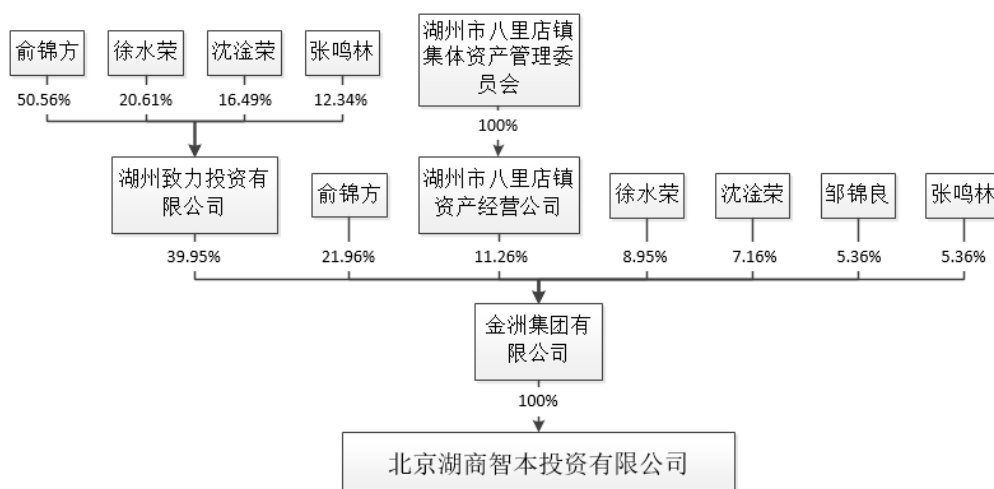 俞锦方
徐水荣
沈淦荣
张鸣林
湖州市八里店镇
集体资产管理委
员会
50.56%
20.61%
16.49%
12.34%
100%
湖州致力投资有
限公司
俞锦方
湖州市八里店镇
资产经营公司
徐水荣
沈淦荣
邹锦良
张鸣林
39.95%
21.96%
11.26%
8.95%
7.16%
5.36%
5.36%
金洲集团有
限公司
100%
北京湖商智本投资有限公司